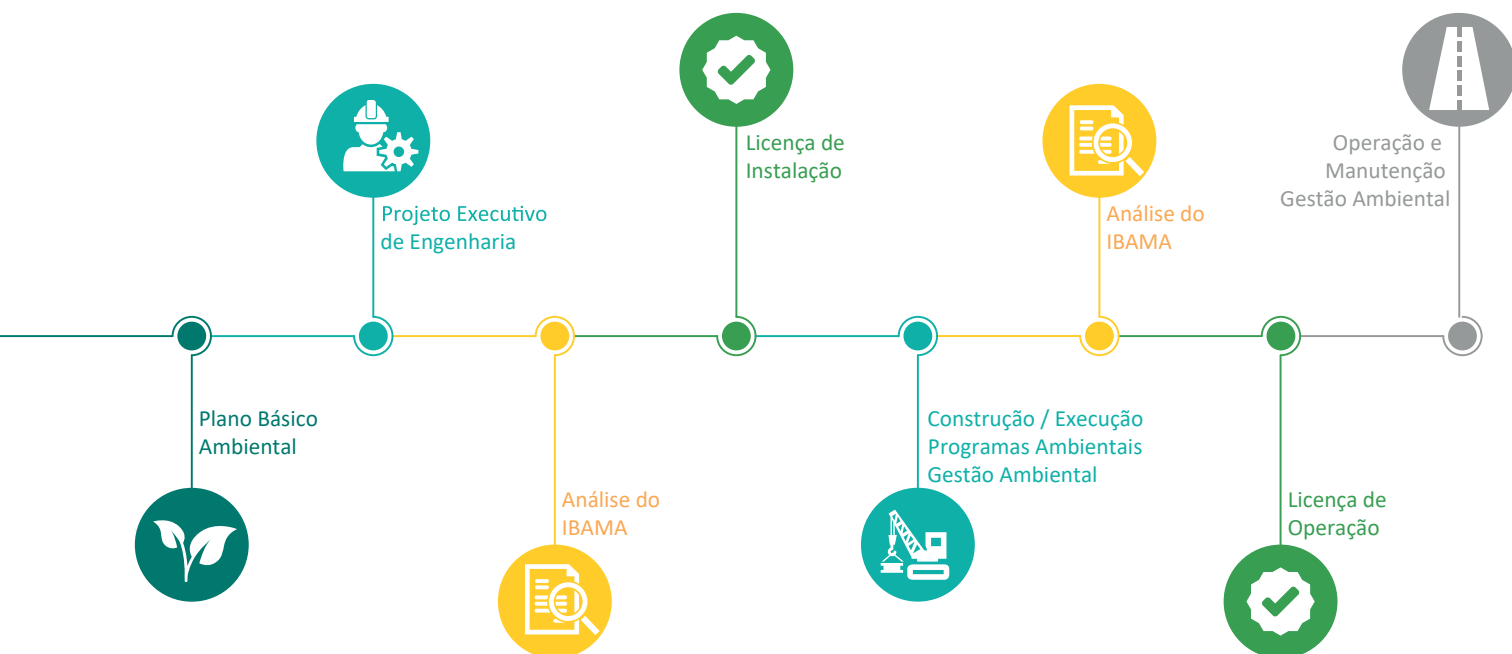 Plano Básico
Ambiental
Projeto Executivo
de Engenharia
Análise do
IBAMA
Licença de
Instalação
Construção / Execução
Programas Ambientais
Gestão Ambiental
Análise do
IBAMA
Licença de
Operação
Operação e
Manutenção
Gestão Ambiental